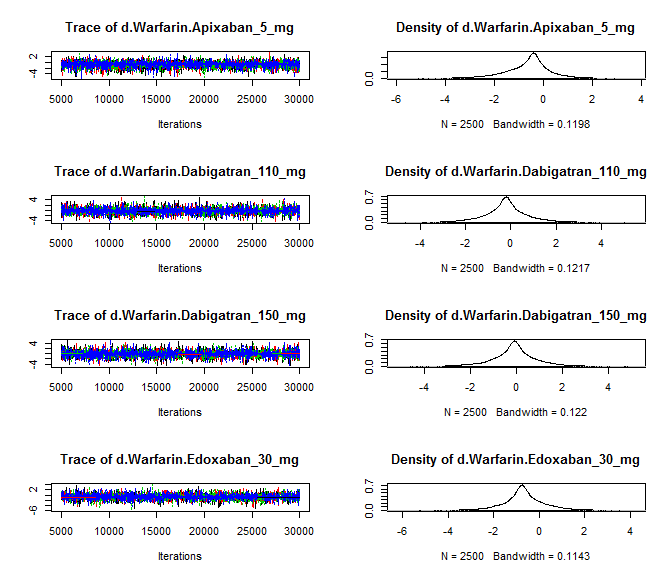 Trace of d.Warfarin.Apixaban_5_mg
2
-4
5000 10000 15000 20000 25000 30000
Iterations
Density of d.Warfarin.Apixaban_5_mg
0.0
-6 -4 -2 0 2 4
N = 2500 Bandwidth = 0.1198
Trace of d.Warfarin.Dabigatran_110_mg
4
-4
5000 10000 15000 20000 25000 30000
Iterations
Density of d.Warfarin.Dabigatran_110_mg
0.7
0.0
-4 -2 0 2 4
N = 2500 Bandwidth = 0.1217
Trace of d.Warfarin.Dabigatran_150_mg
4
-4
5000 10000 15000 20000 25000 30000
Iterations
Density of d.Warfarin.Dabigatran_150_mg
0.7
0.0
-4 -2 0 2 4
N = 2500 Bandwidth = 0.122
Trace of d.Warfarin.Edoxaban_30_mg
2
-6
5000 10000 15000 20000 25000 30000
Iterations
Density of d.Warfarin.Edoxaban_30_mg
0.7
0.0
-6 -4 -2 0 2 4
N = 2500 Bandwidth = 0.1143